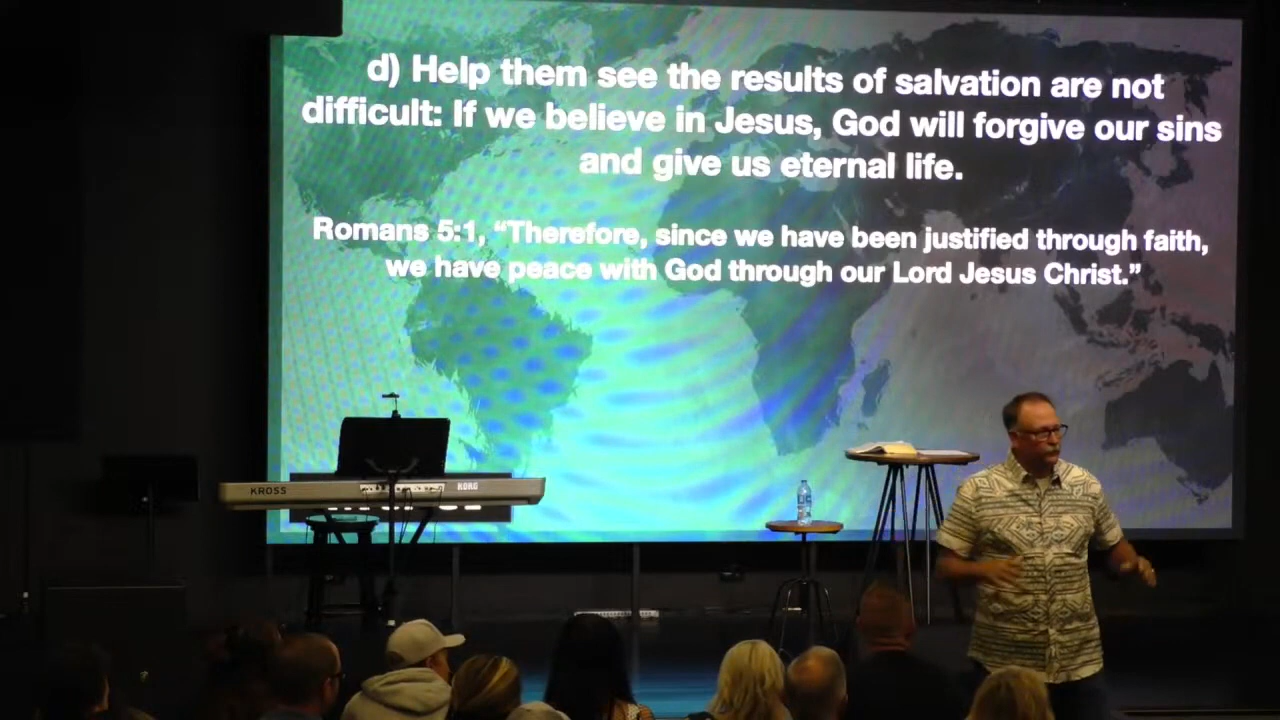 d) Help them see the results of salvation are not
difficult: If we believe in Jesus, God will forgive our sins
and give us eternal life.
Romans 5:1, “Therefore, since we have been justified through faith,
we have peace with God through our Lord Jesus Christ.”
KROSS KORG